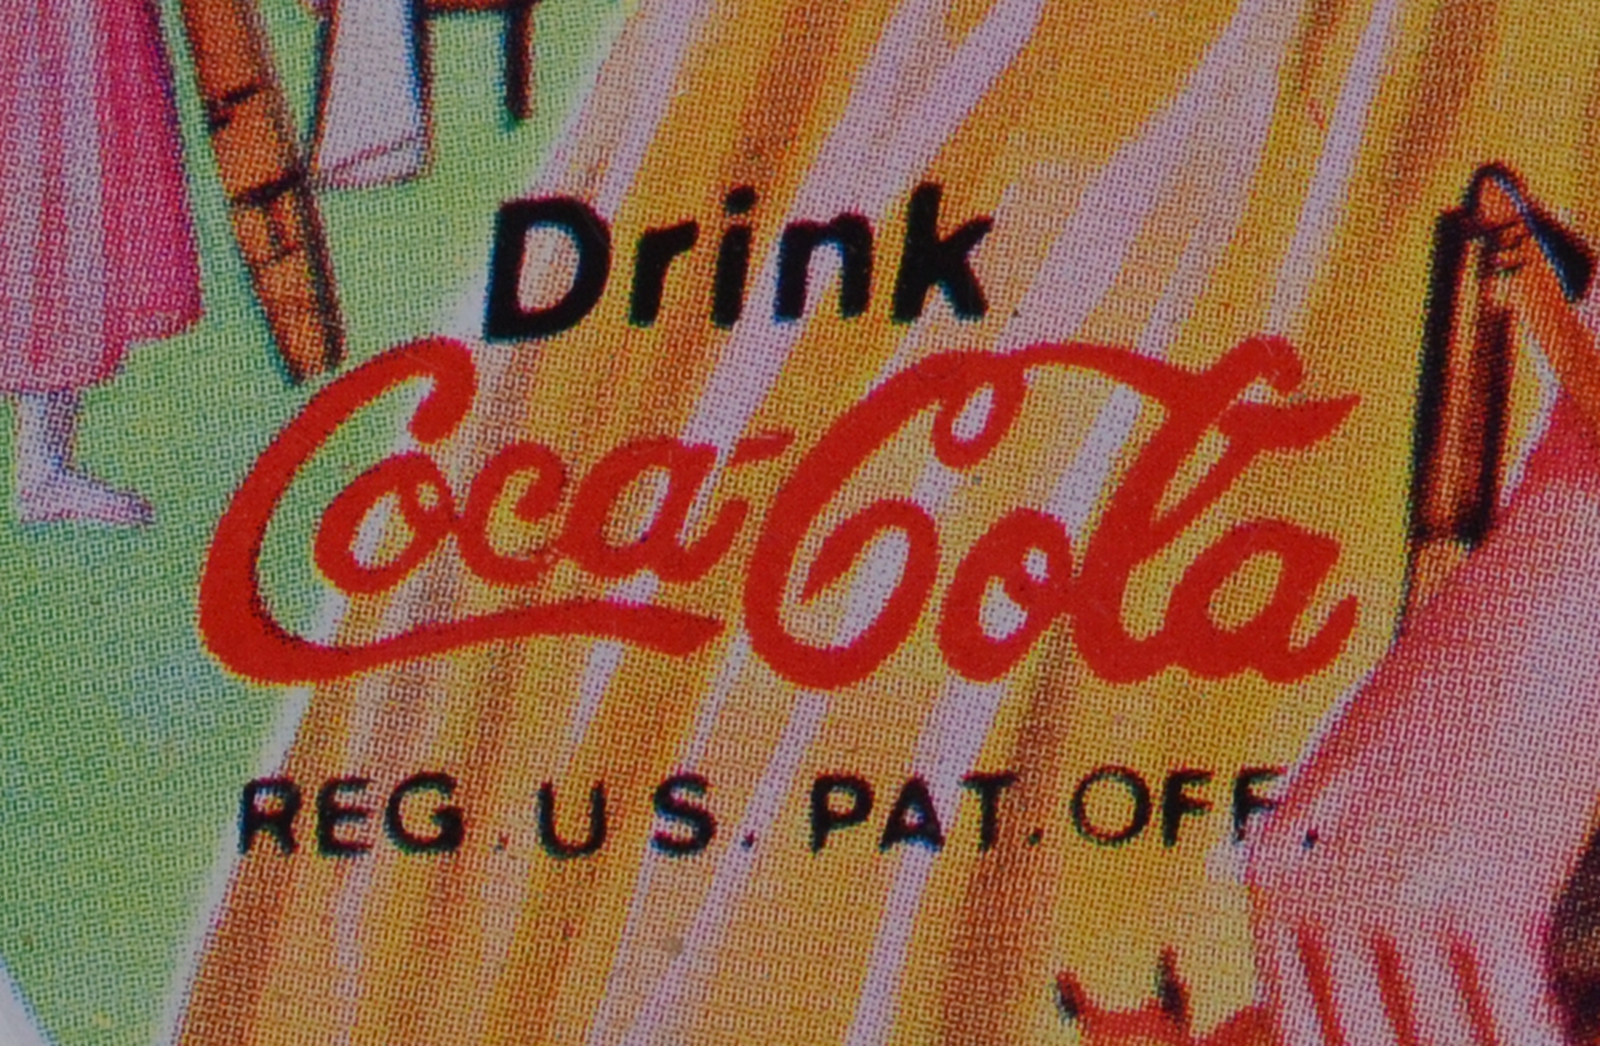 Drink
Coca-Cola
REG. U S. PAT. OFF.